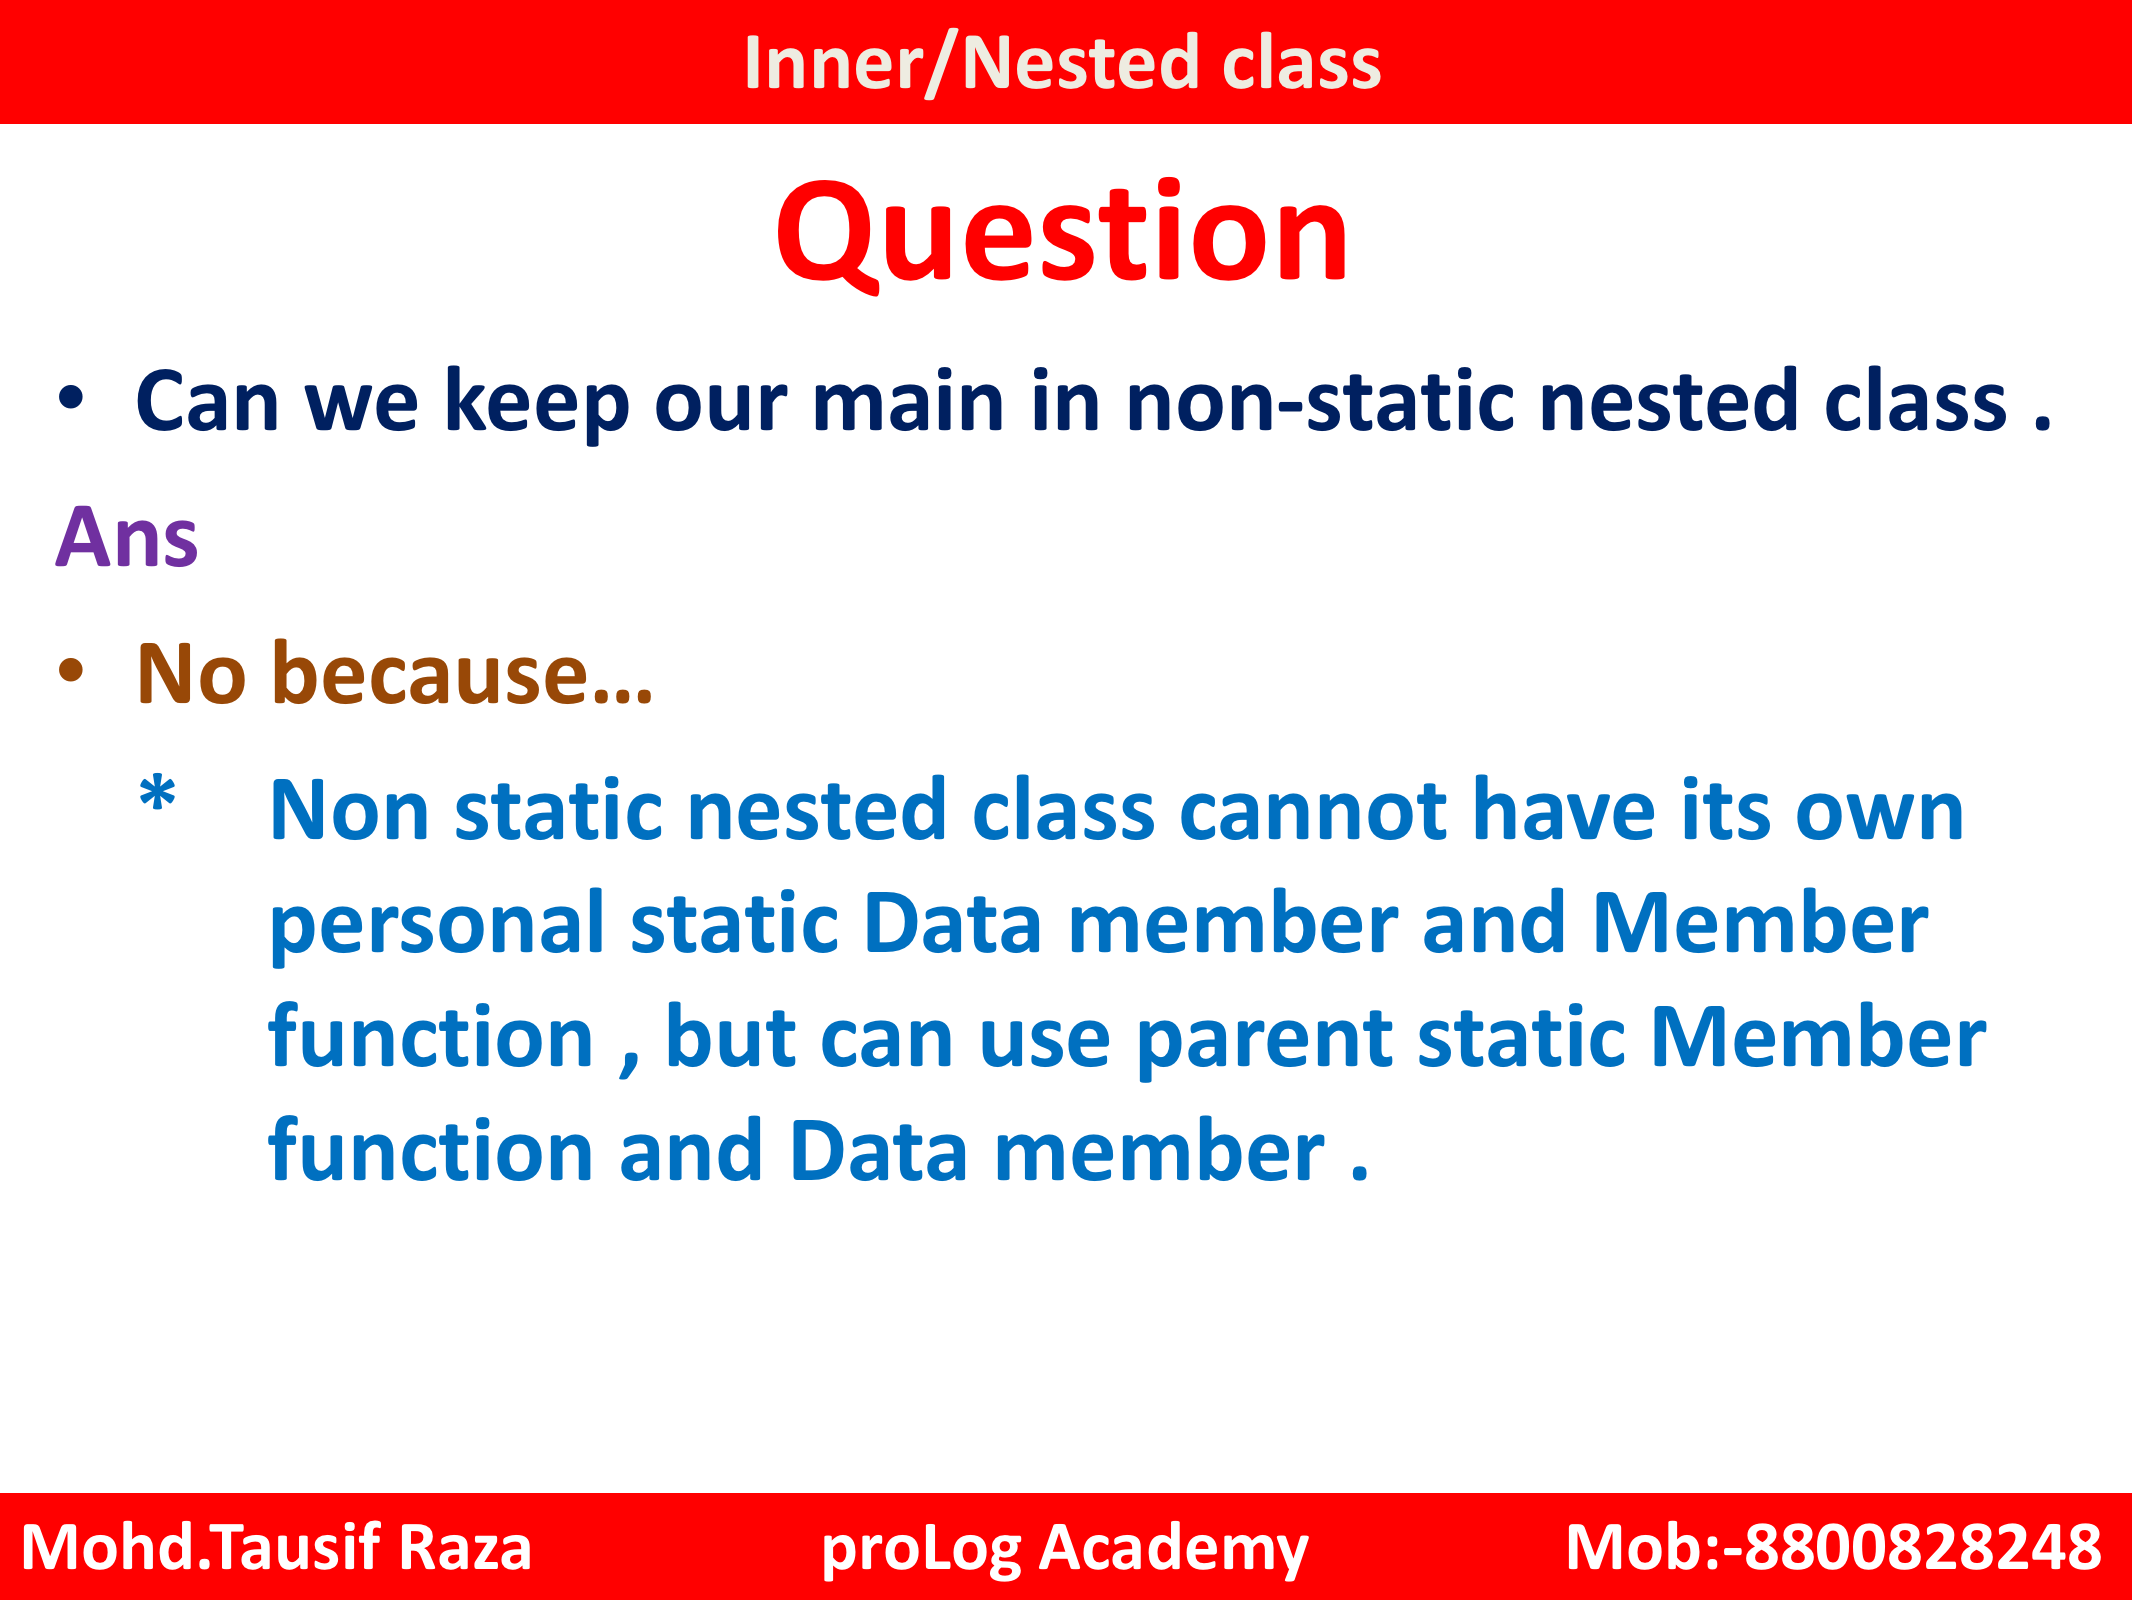 Inner/Nested class
Question
• Can we keep our main in non-static nested class .
Ans
• No because...
* Non static nested class cannot have its own
personal static Data member and Member
function , but can use parent static Member
function and Data member .
Mohd.Tausif Raza proLog Academy Mob:-8800828248